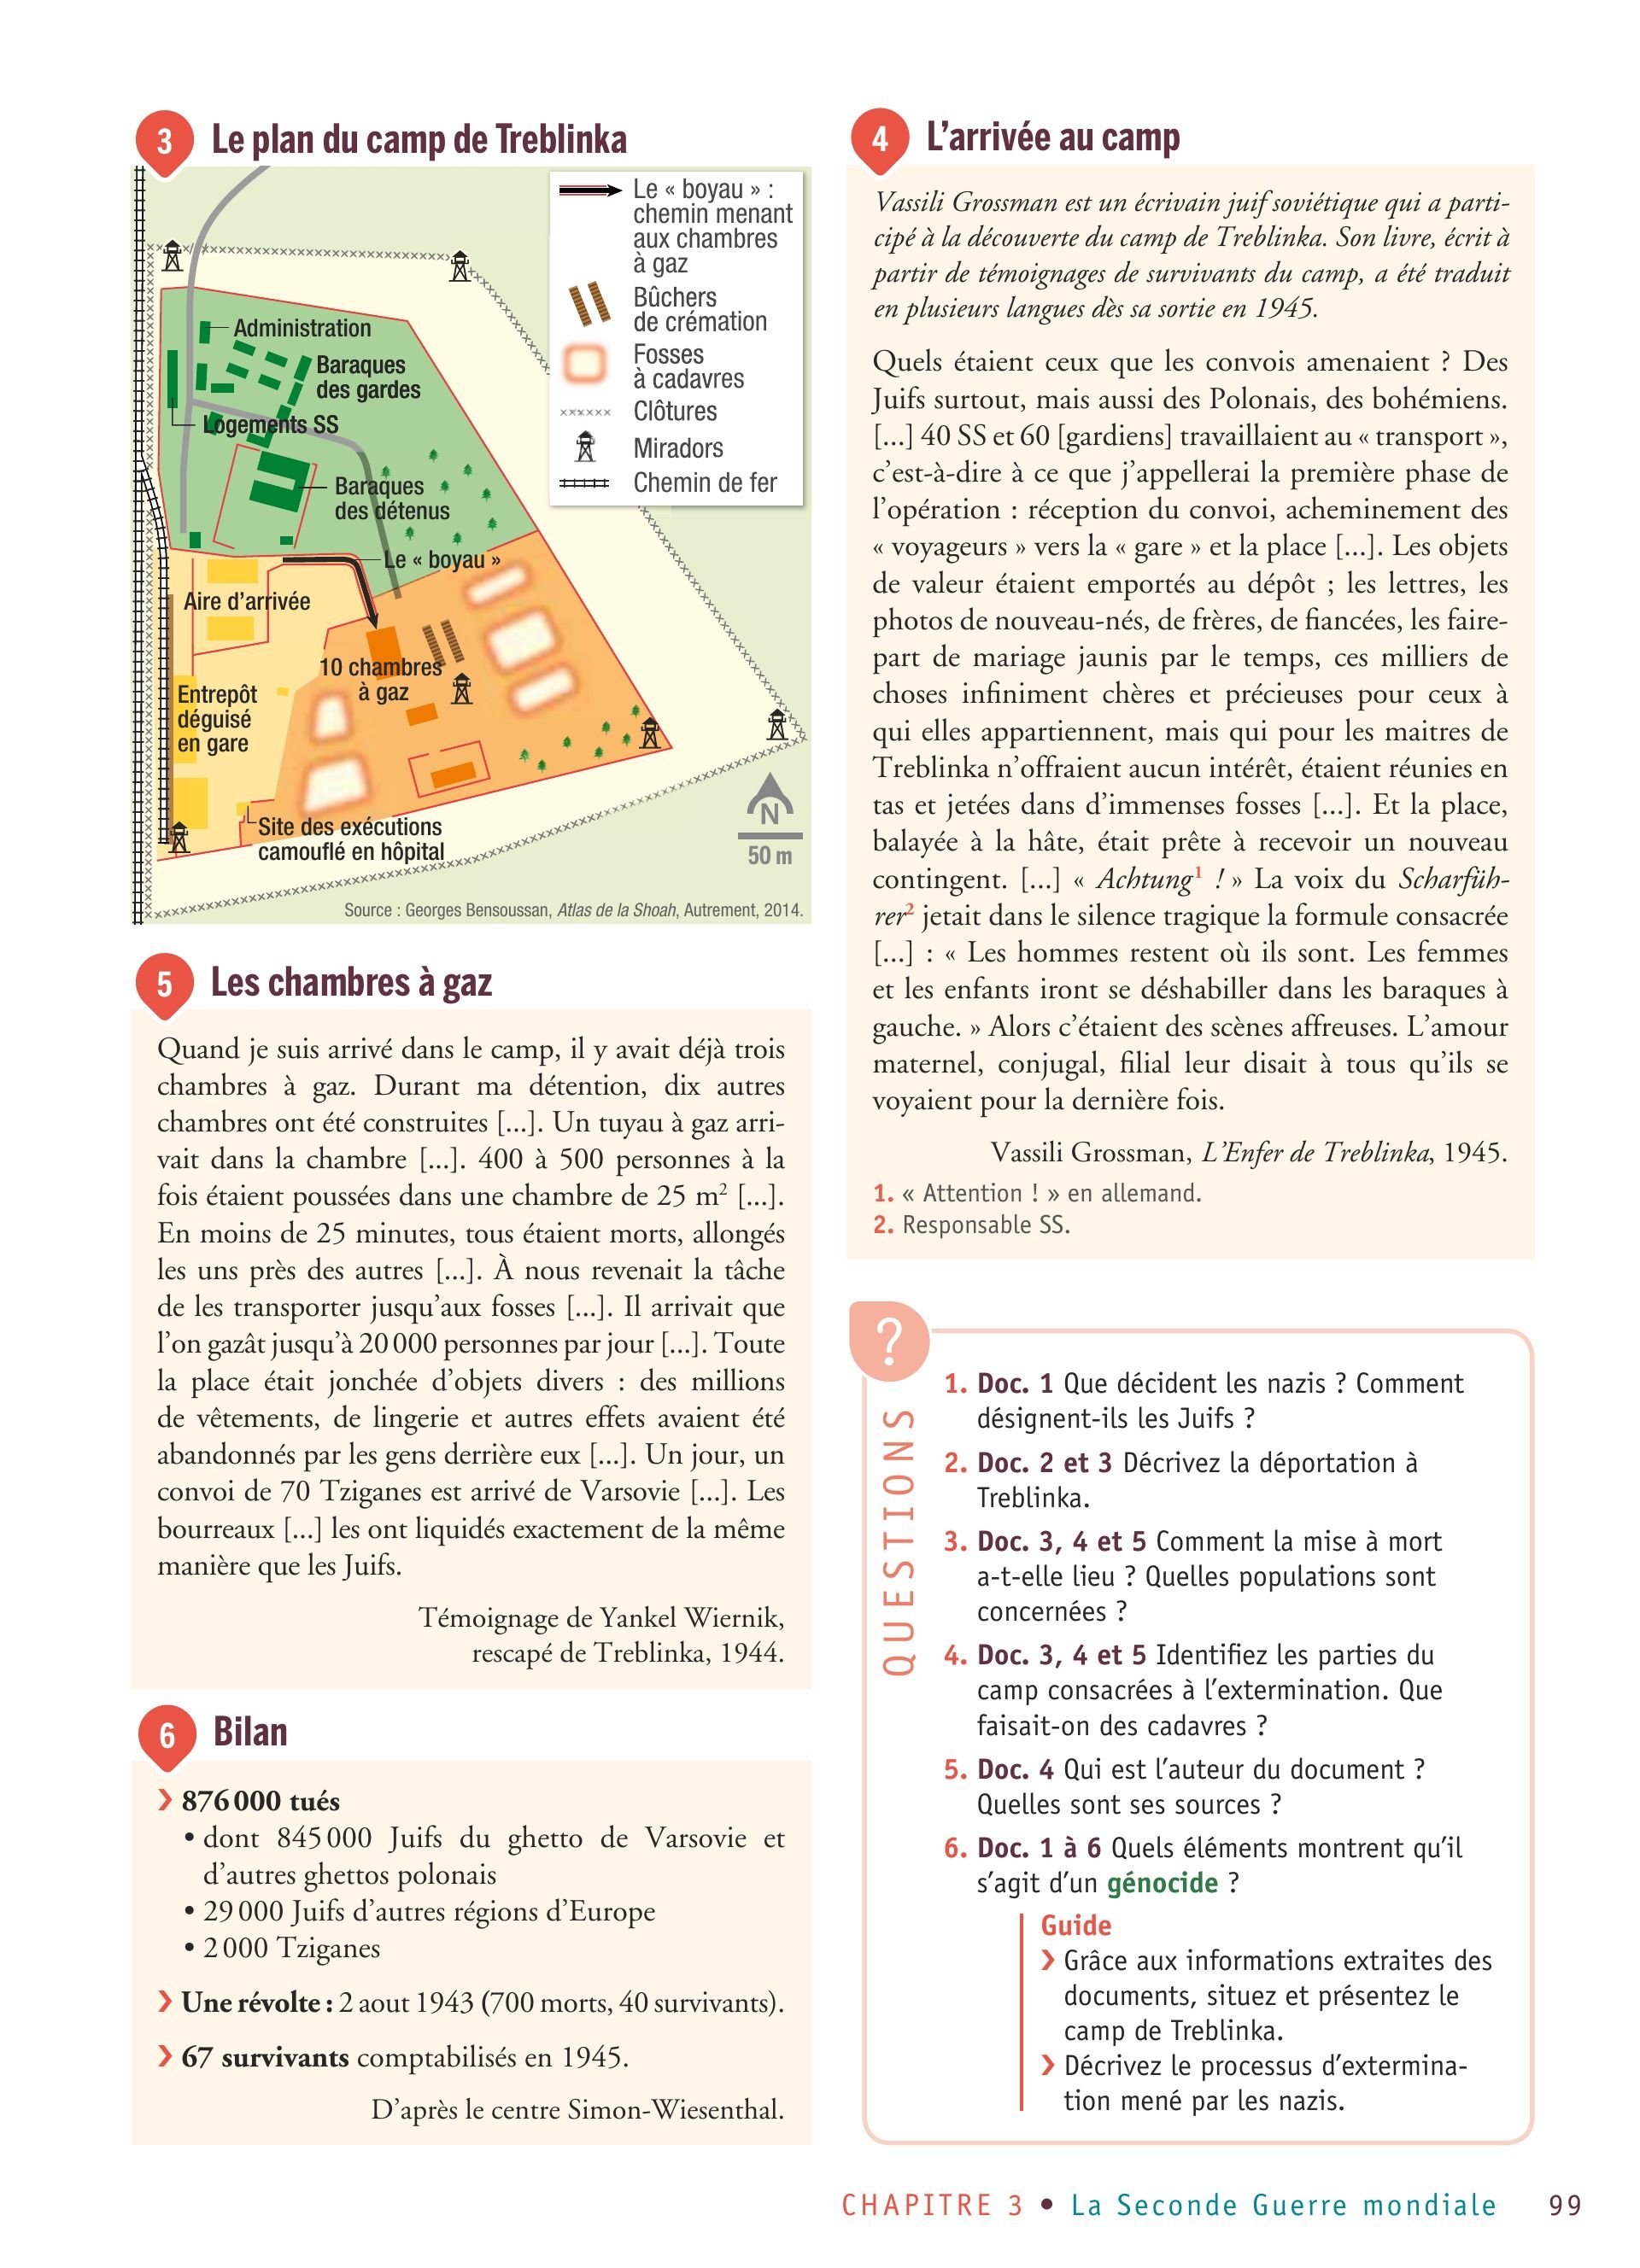 3 Le plan du camp de Treblinka
Le « boyau » :
chemin menant
aux chambres
à gaz
Bûchers
de crémation
Fosses
à cadavres
Clôtures
Miradors
Chemin de fer
Administration
Baraques
des gardes
Logements SS
Baraques
des détenus
Le « boyau »
Aire d'arrivée
10 chambres
à gaz
Entrepôt
déguisé
en gare
Site des exécutions
camouflé en hôpital
N
50 m
Source : Georges Bensoussan, Atlas de la Shoah, Autrement, 2014.
5 Les chambres à gaz
Quand je suis arrivé dans le camp, il y avait déjà trois
chambres à gaz. Durant ma détention, dix autres
chambres ont été construites [...]. Un tuyau à gaz arri-
vait dans la chambre [...]. 400 à 500 personnes à la
fois étaient poussées dans une chambre de 25 m² [...].
En moins de 25 minutes, tous étaient morts, allongés
les uns près des autres [...]. À nous revenait la tâche
de les transporter jusqu'aux fosses [...]. Il arrivait que
l'on gazât jusqu'à 20 000 personnes par jour [...]. Toute
la place était jonchée d'objets divers : des millions
de vêtements, de lingerie et autres effets avaient été
abandonnés par les gens derrière eux [...]. Un jour, un
convoi de 70 Tziganes est arrivé de Varsovie [...]. Les
bourreaux [...] les ont liquidés exactement de la même
manière que les Juifs.
Témoignage de Yankel Wiernik,
rescapé de Treblinka, 1944.
6 Bilan
❯ 876 000 tués
• dont 845 000 Juifs du ghetto de Varsovie et
d'autres ghettos polonais
• 29 000 Juifs d'autres régions d'Europe
• 2 000 Tziganes
❯ Une révolte : 2 aout 1943 (700 morts, 40 survivants).
❯ 67 survivants comptabilisés en 1945.
D'après le centre Simon-Wiesenthal.
4 L'arrivée au camp
Vassili Grossman est un écrivain juif soviétique qui a parti-
cipé à la découverte du camp de Treblinka. Son livre, écrit à
partir de témoignages de survivants du camp, a été traduit
en plusieurs langues dès sa sortie en 1945.
Quels étaient ceux que les convois amenaient ? Des
Juifs surtout, mais aussi des Polonais, des bohémiens.
[...] 40 SS et 60 [gardiens] travaillaient au « transport »,
c'est-à-dire à ce que j'appellerai la première phase de
l'opération : réception du convoi, acheminement des
« voyageurs » vers la « gare » et la place [...]. Les objets
de valeur étaient emportés au dépôt ; les lettres, les
photos de nouveau-nés, de frères, de fiancées, les faire-
part de mariage jaunis par le temps, ces milliers de
choses infiniment chères et précieuses pour ceux à
qui elles appartiennent, mais qui pour les maitres de
Treblinka n'offraient aucun intérêt, étaient réunies en
tas et jetées dans d'immenses fosses [...]. Et la place,
balayée à la hâte, était prête à recevoir un nouveau
contingent. [...] « Achtung¹ ! » La voix du Scharfüh-
rer² jetait dans le silence tragique la formule consacrée
[...] : « Les hommes restent où ils sont. Les femmes
et les enfants iront se déshabiller dans les baraques à
gauche. » Alors c'étaient des scènes affreuses. L'amour
maternel, conjugal, filial leur disait à tous qu'ils se
voyaient pour la dernière fois.
Vassili Grossman, L'Enfer de Treblinka, 1945.
1. « Attention ! » en allemand.
2. Responsable SS.
?
QUESTIONS
1. Doc. 1 Que décident les nazis ? Comment
désignent-ils les Juifs ?
2. Doc. 2 et 3 Décrivez la déportation à
Treblinka.
3. Doc. 3, 4 et 5 Comment la mise à mort
a-t-elle lieu ? Quelles populations sont
concernées ?
4. Doc. 3, 4 et 5 Identifiez les parties du
camp consacrées à l'extermination. Que
faisait-on des cadavres ?
5. Doc. 4 Qui est l'auteur du document ?
Quelles sont ses sources ?
6. Doc. 1 à 6 Quels éléments montrent qu'il
s'agit d'un génocide ?
Guide
❯ Grâce aux informations extraites des
documents, situez et présentez le
camp de Treblinka.
❯ Décrivez le processus d'extermina-
tion mené par les nazis.
CHAPITRE 3 • La Seconde Guerre mondiale 99